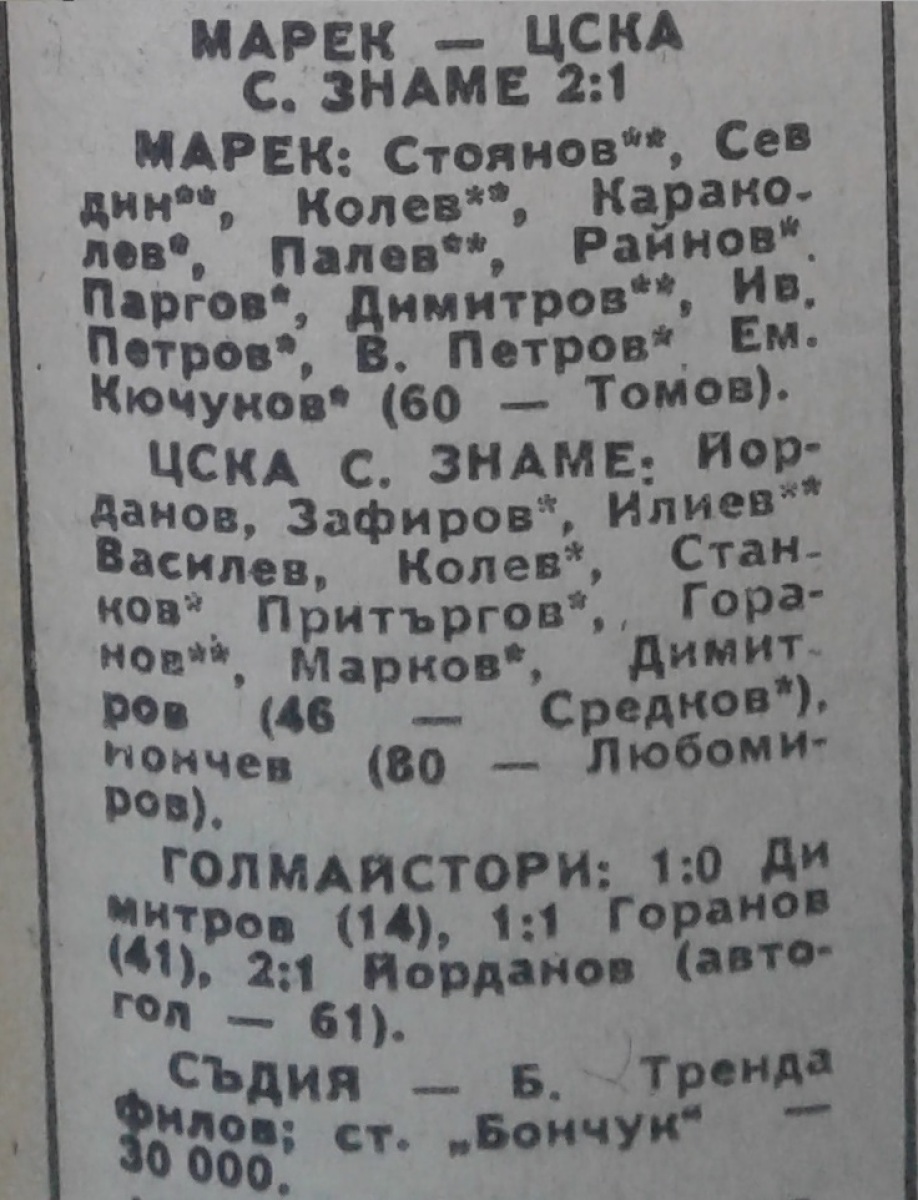 МАРЕК — ЦСКА
С. ЗНАМЕ 2:1
МАРЕК: Стоянов**, Сев
дин**, Колев**, Карако-
лев*, Палев**, Райнов*,
Паргов*, Димитров**, Ив.
Петров*, В. Петров* Ем.
Кючуков* (60 — Томов).
ЦСКА С. ЗНАМЕ: Йор-
данов, Зафиров*, Илиев**
Василев, Колев*, Стан-
ков* Притъргов*, Гора-
нов**, Марков*, Димит-
ров (46 — Средков*),
Йончев (80 — Любоми-
ров).
ГОЛМАЙСТОРИ: 1:0 Ди
митров (14), 1:1 Горанов
(41), 2:1 Йорданов (авто-
гол — 61).
СЪДИЯ — Б. Тренда
филов; ст. „Бончук“ —
30 000.